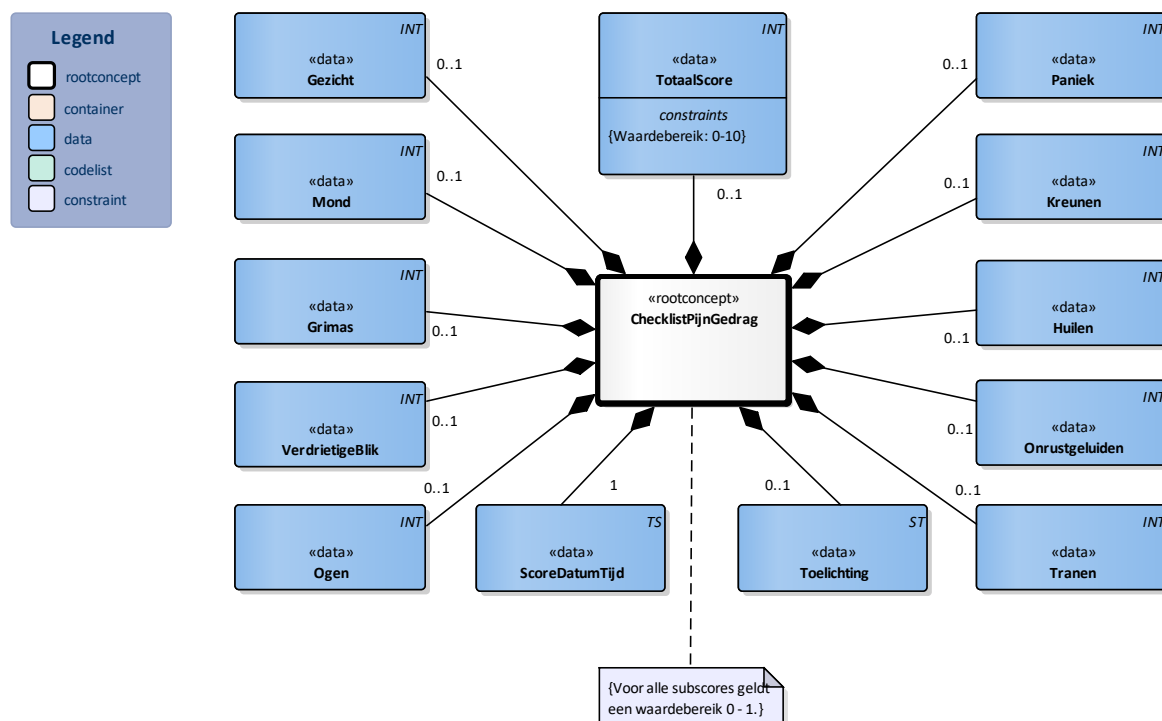 Legend
rootconcept
container
data
codelist
constraint
INT
«data»
Gezicht
0..1
INT
«data»
TotaalScore
constraints
{Waardebereik: 0-10}
0..1
INT
«data»
Paniek
0..1
INT
«data»
Mond
0..1
INT
«data»
Kreunen
0..1
«rootconcept»
ChecklistPijnGedrag
INT
«data»
Grimas
0..1
INT
«data»
Huilen
0..1
INT
«data»
VerdrietigeBlik
0..1
INT
«data»
Onrustgeluiden
0..1
INT
«data»
Ogen
0..1
TS
«data»
ScoreDatumTijd
1
ST
«data»
Toelichting
0..1
INT
«data»
Tranen
0..1
{Voor alle subscores geldt
een waardebereik 0 - 1.}